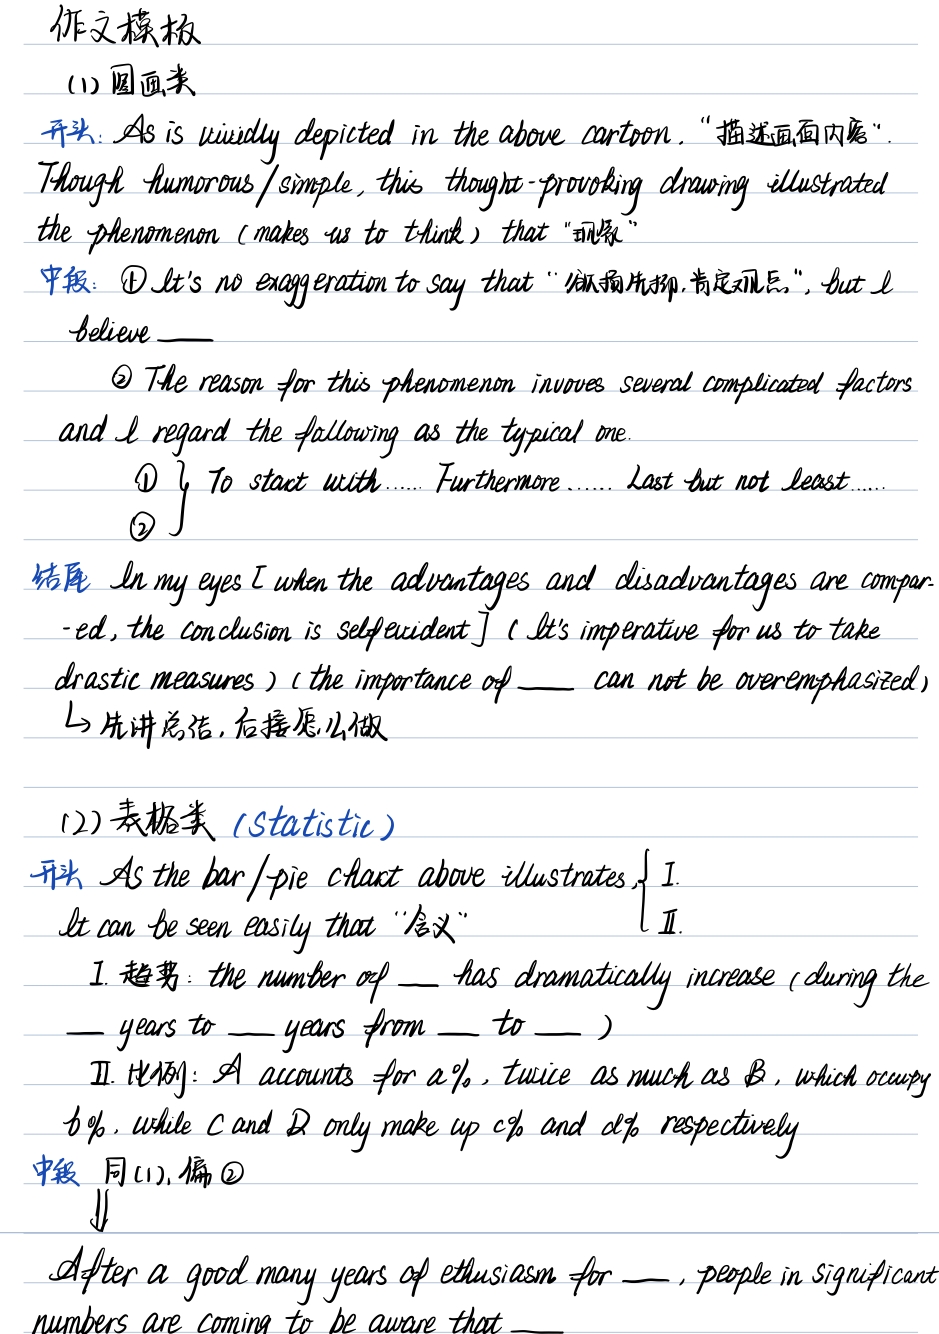 作文模板
(1) 图画类
开头: As is vividly depicted in the above cartoon. "描述画面内容".
Though humorous/simple, this thought-provoking drawing illustrated
the phenomenon (makes us to think) that "现象"
中段: ① It's no exaggeration to say that "欲扬先抑,肯定观点", but I
believe ___
② The reason for this phenomenon invoves several complicated factors
and I regard the following as the typical one.
① } To start with...... Furthermore...... Last but not least......
②
结尾 In my eyes [when the advantages and disadvantages are compar-
-ed, the conclusion is selfevident] (It's imperative for us to take
drastic measures) (the importance of ___ can not be overemphasized)
↳ 先讲总结,后接怎么做
(2) 表格类 (Statistic)
开头 As the bar/pie chart above illustrates, { I.
It can be seen easily that "含义" II.
I. 趋势: the number of ___ has dramatically increase (during the
___ years to ___ years from ___ to ___ )
II. 比例: A accounts for a%, twice as much as B, which occupy
b%, while C and D only make up c% and d% respectively
中段 同(1),偏②
⇓
After a good many years of ethusiasm for ___, people in significant
numbers are coming to be aware that ___